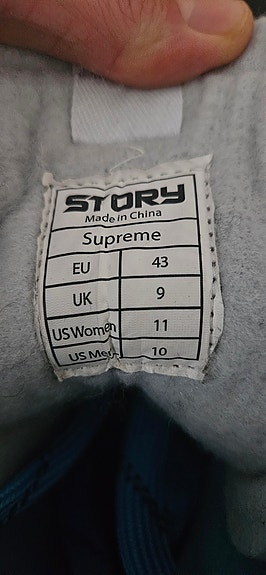 STORY
Made in China
Supreme
EU 43
UK 9
US Women 11
US Men 10